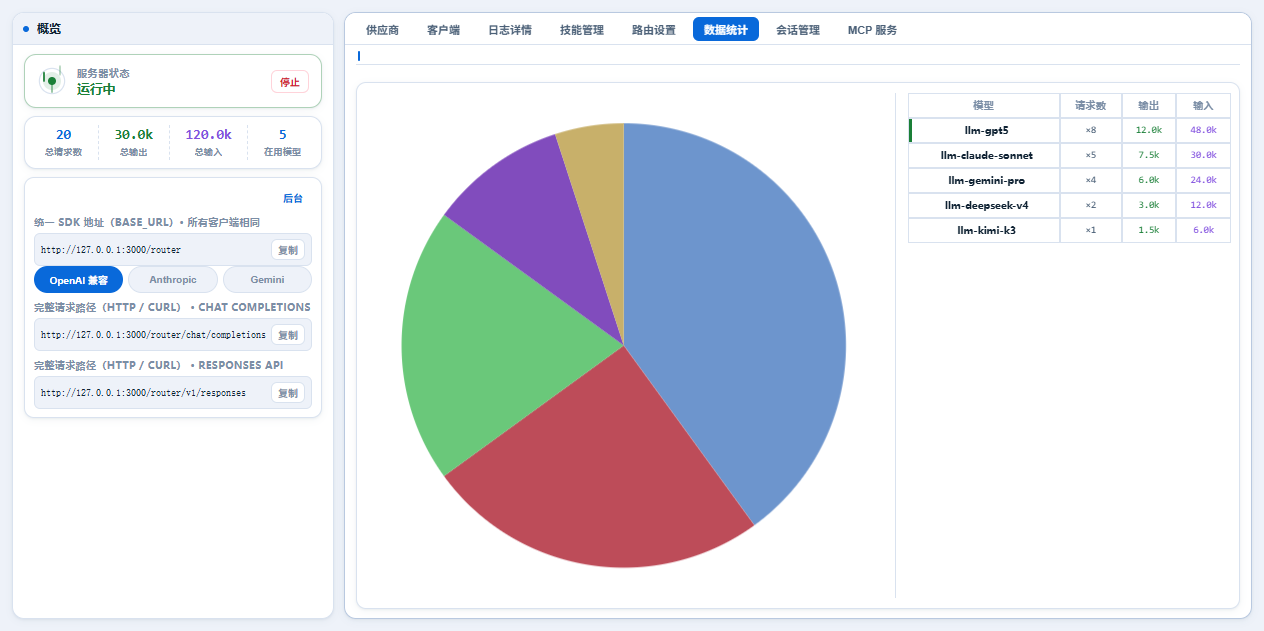 概览
服务器状态
运行中
停止
20 30.0k 120.0k 5
总请求数 总输出 总输入 在用模型
后台
统一 SDK 地址（BASE_URL）• 所有客户端相同
http://127.0.0.1:3000/router 复制
OpenAI 兼容 Anthropic Gemini
完整请求路径（HTTP / CURL）• CHAT COMPLETIONS
http://127.0.0.1:3000/router/chat/completions 复制
完整请求路径（HTTP / CURL）• RESPONSES API
http://127.0.0.1:3000/router/v1/responses 复制
供应商 客户端 日志详情 技能管理 路由设置 数据统计 会话管理 MCP 服务
模型 请求数 输出 输入
llm-gpt5 ×8 12.0k 48.0k
llm-claude-sonnet ×5 7.5k 30.0k
llm-gemini-pro ×4 6.0k 24.0k
llm-deepseek-v4 ×2 3.0k 12.0k
llm-kimi-k3 ×1 1.5k 6.0k